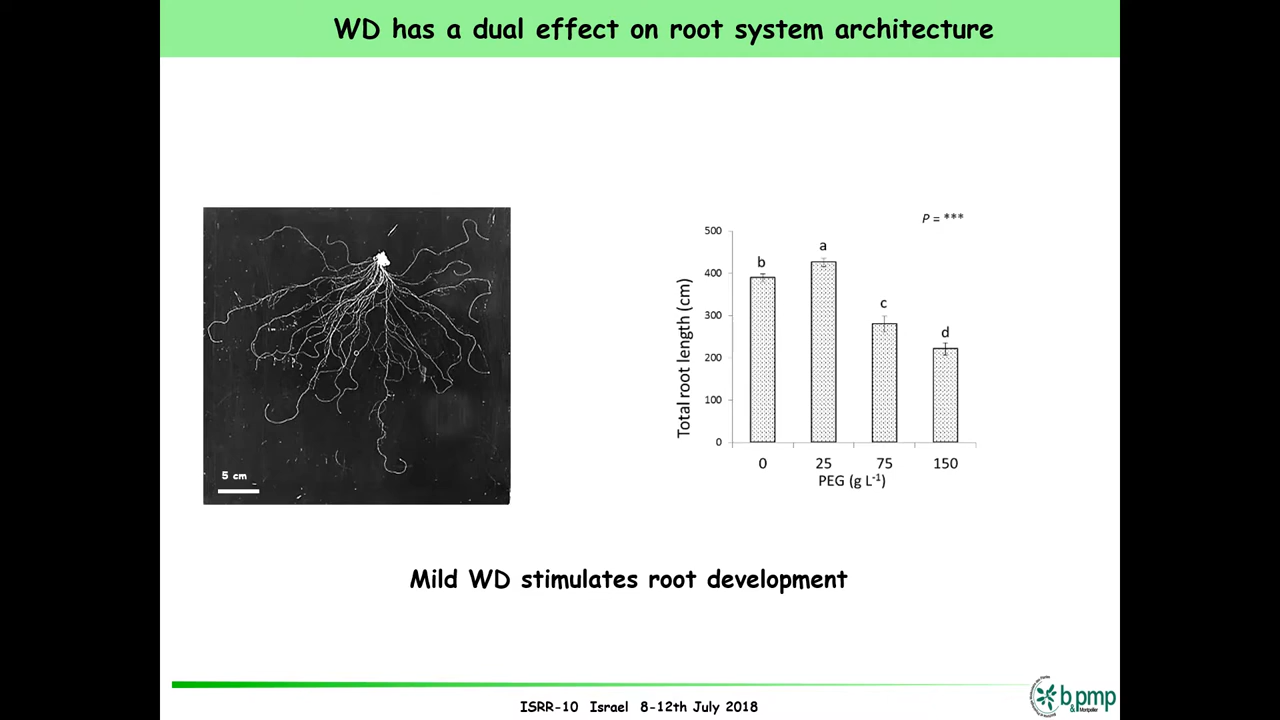 WD has a dual effect on root system architecture
5 cm
P = ***
Total root length (cm)
500
400
300
200
100
0
b
a
c
d
0 25 75 150
PEG (g L⁻¹)
Mild WD stimulates root development
ISRR-10 Israel 8-12th July 2018
b pmp
& Montpellier